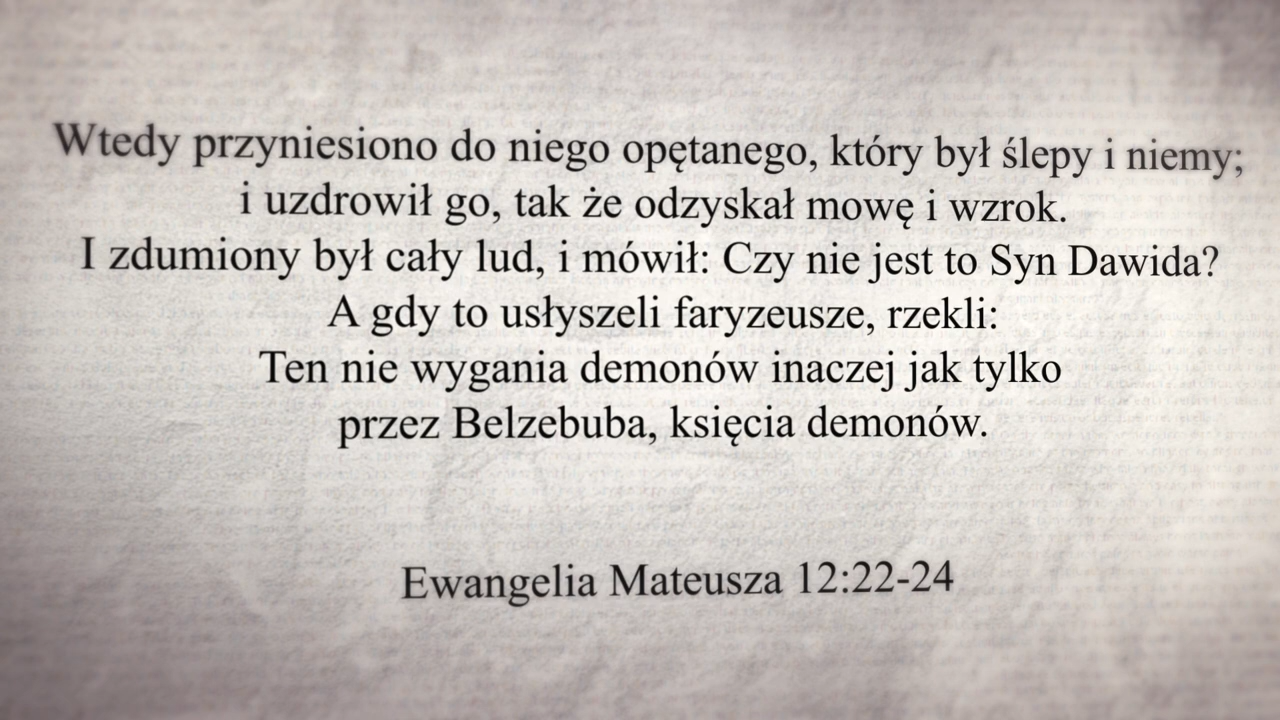 Wtedy przyniesiono do niego opętanego, który był ślepy i niemy;
i uzdrowił go, tak że odzyskał mowę i wzrok.
I zdumiony był cały lud, i mówił: Czy nie jest to Syn Dawida?
A gdy to usłyszeli faryzeusze, rzekli:
Ten nie wygania demonów inaczej jak tylko
przez Belzebuba, księcia demonów.
Ewangelia Mateusza 12:22-24